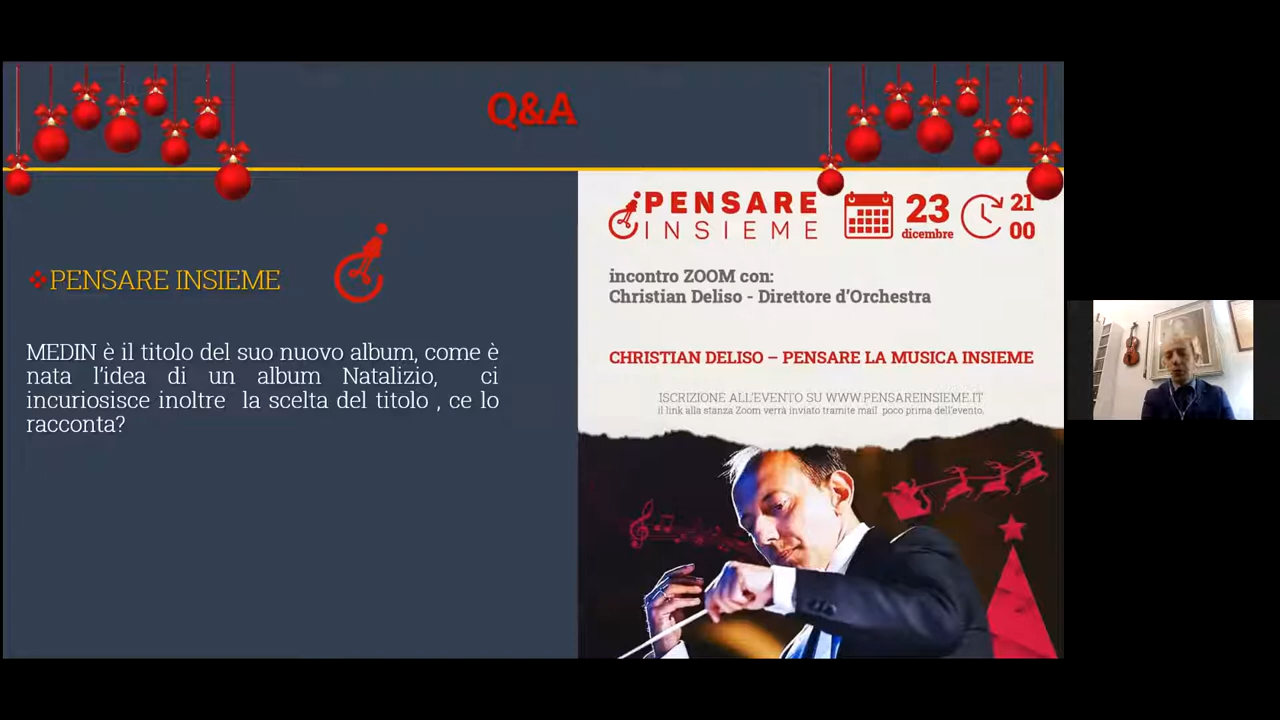 Q&A
PENSARE INSIEME
MEDIN è il titolo del suo nuovo album, come è
nata l'idea di un album Natalizio, ci
incuriosisce inoltre la scelta del titolo , ce lo
racconta?
PENSARE
INSIEME
23
dicembre
21
00
incontro ZOOM con:
Christian Deliso - Direttore d'Orchestra
CHRISTIAN DELISO – PENSARE LA MUSICA INSIEME
ISCRIZIONE ALL'EVENTO SU WWW.PENSAREINSIEME.IT
il link alla stanza Zoom verrà inviato tramite mail poco prima dell'evento.